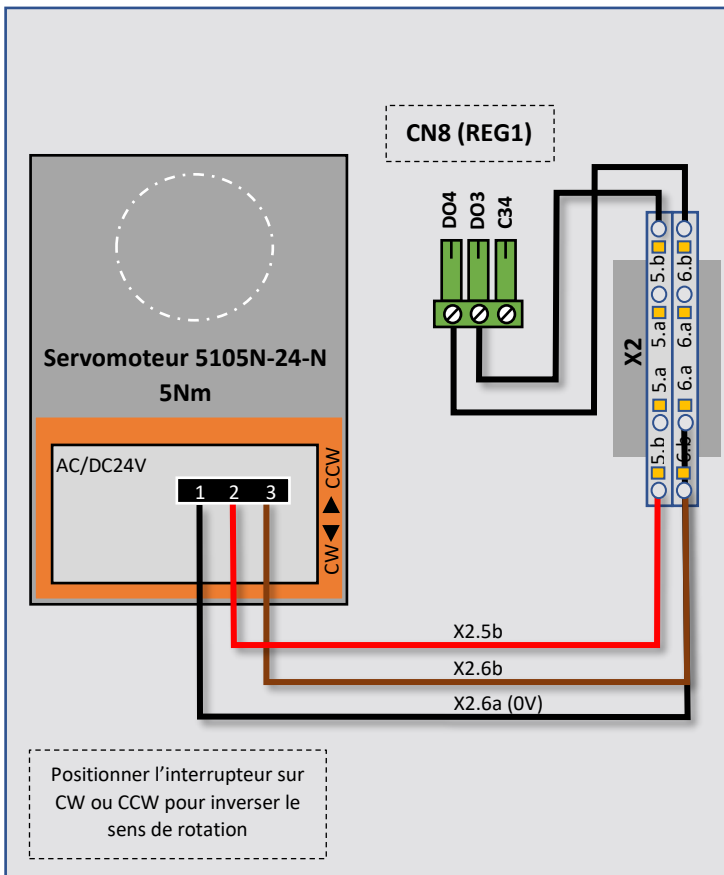 CN8 (REG1)
DO4
DO3
C34
5.b
6.b
5.a
6.a
X2
5.a
6.a
5.b
6.b
Servomoteur 5105N-24-N
5Nm
AC/DC24V
1 2 3
CW ◀ ▶ CCW
X2.5b
X2.6b
X2.6a (0V)
Positionner l’interrupteur sur
CW ou CCW pour inverser le
sens de rotation